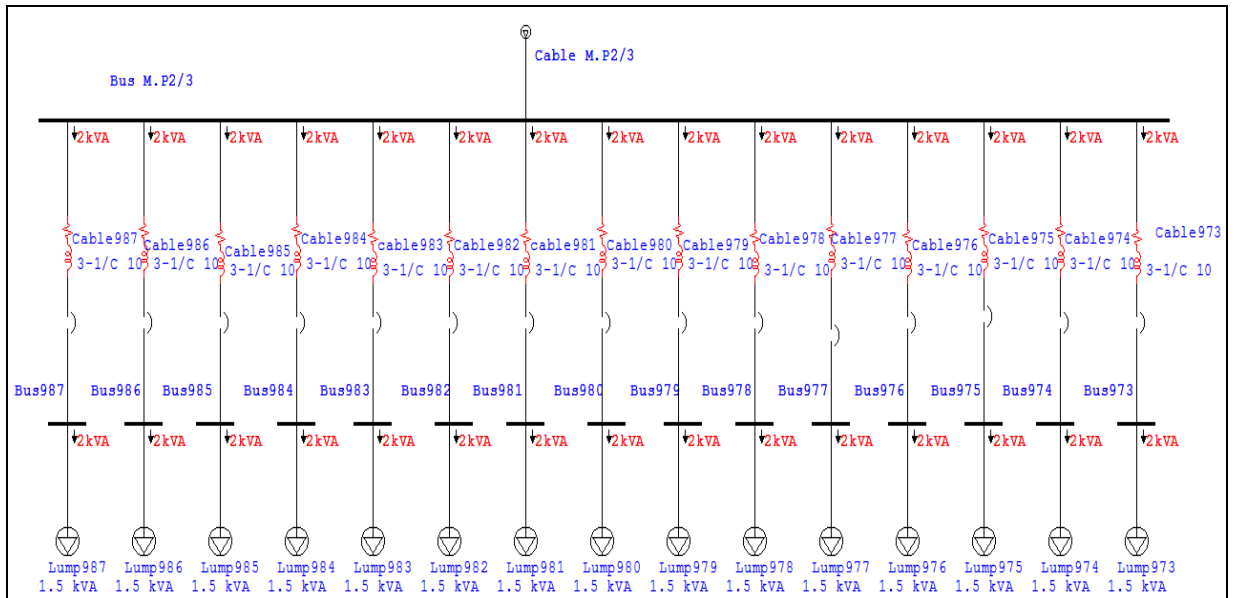 Cable M.P2/3
Bus M.P2/3
2kVA 2kVA 2kVA 2kVA 2kVA 2kVA 2kVA 2kVA 2kVA 2kVA 2kVA 2kVA 2kVA 2kVA 2kVA
Cable987 Cable986 Cable985 Cable984 cable983 Cable982 cable981 Cable980 Cable979 Cable978 Cable977 Cable976 Cable975 Cable974 Cable973
3-1/C 10 3-1/C 10 3-1/C 10 3-1/C 10 3-1/C 10 3-1/C 10 3-1/C 10 3-1/C 10 3-1/C 10 3-1/C 10 3-1/C 10 3-1/C 10 3-1/C 10 3-1/C 10 3-1/C 10
Bus987 Bus986 Bus985 Bus984 Bus983 Bus982 Bus981 Bus980 Bus979 Bus978 Bus977 Bus976 Bus975 Bus974 Bus973
2kVA 2kVA 2kVA 2kVA 2kVA 2kVA 2kVA 2kVA 2kVA 2kVA 2kVA 2kVA 2kVA 2kVA 2kVA
Lump987 Lump986 Lump985 Lump984 Lump983 Lump982 Lump981 Lump980 Lump979 Lump978 Lump977 Lump976 Lump975 Lump974 Lump973
1.5 kVA 1.5 kVA 1.5 kVA 1.5 kVA 1.5 kVA 1.5 kVA 1.5 kVA 1.5 kVA 1.5 kVA 1.5 kVA 1.5 kVA 1.5 kVA 1.5 kVA 1.5 kVA 1.5 kVA